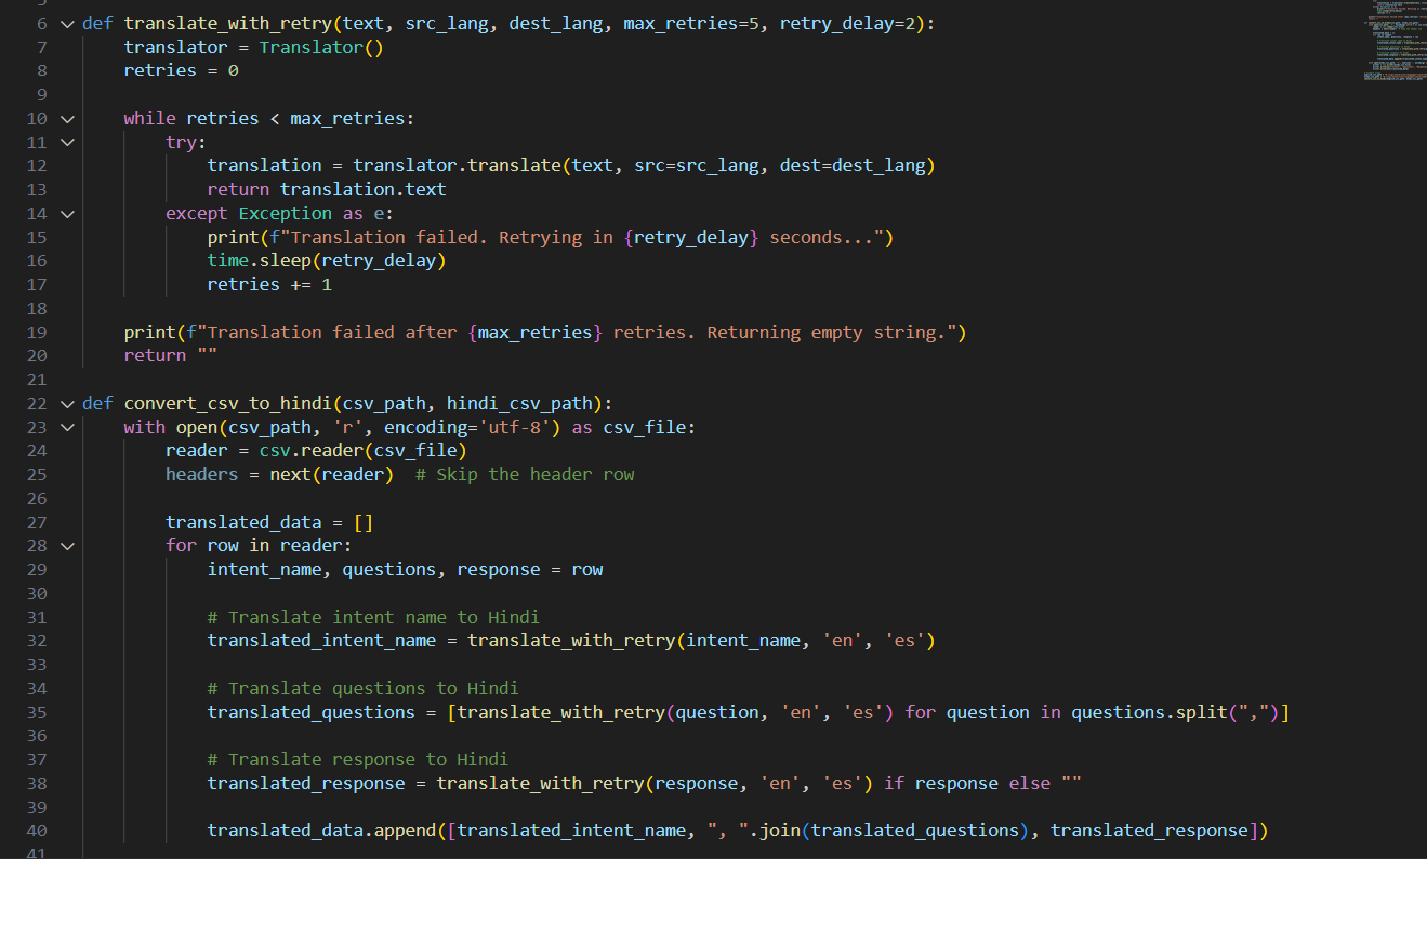 5
6 def translate_with_retry(text, src_lang, dest_lang, max_retries=5, retry_delay=2):
7     translator = Translator()
8     retries = 0
9
10     while retries < max_retries:
11         try:
12             translation = translator.translate(text, src=src_lang, dest=dest_lang)
13             return translation.text
14         except Exception as e:
15             print(f"Translation failed. Retrying in {retry_delay} seconds...")
16             time.sleep(retry_delay)
17             retries += 1
18
19     print(f"Translation failed after {max_retries} retries. Returning empty string.")
20     return ""
21
22 def convert_csv_to_hindi(csv_path, hindi_csv_path):
23     with open(csv_path, 'r', encoding='utf-8') as csv_file:
24         reader = csv.reader(csv_file)
25         headers = next(reader)  # Skip the header row
26
27         translated_data = []
28         for row in reader:
29             intent_name, questions, response = row
30
31             # Translate intent name to Hindi
32             translated_intent_name = translate_with_retry(intent_name, 'en', 'es')
33
34             # Translate questions to Hindi
35             translated_questions = [translate_with_retry(question, 'en', 'es') for question in questions.split(",")]
36
37             # Translate response to Hindi
38             translated_response = translate_with_retry(response, 'en', 'es') if response else ""
39
40             translated_data.append([translated_intent_name, ", ".join(translated_questions), translated_response])
41